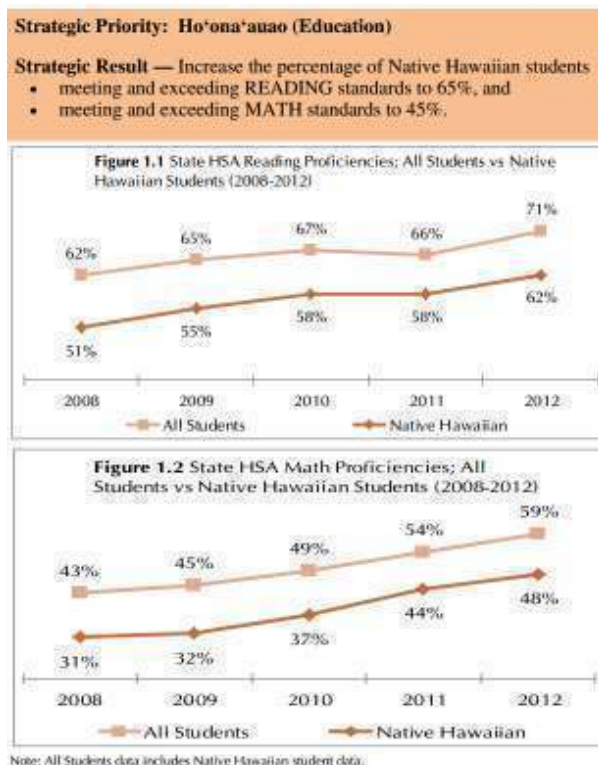 Strategic Priority: Hoʻonaʻauao (Education)
Strategic Result — Increase the percentage of Native Hawaiian students
• meeting and exceeding READING standards to 65%, and
• meeting and exceeding MATH standards to 45%.
Figure 1.1 State HSA Reading Proficiencies; All Students vs Native
Hawaiian Students (2008-2012)
62% 65% 67% 66% 71%
51% 55% 58% 58% 62%
2008 2009 2010 2011 2012
All Students Native Hawaiian
Figure 1.2 State HSA Math Proficiencies; All
Students vs Native Hawaiian Students (2008-2012)
43% 45% 49% 54% 59%
31% 32% 37% 44% 48%
2008 2009 2010 2011 2012
All Students Native Hawaiian
Note: All Students data includes Native Hawaiian student data.